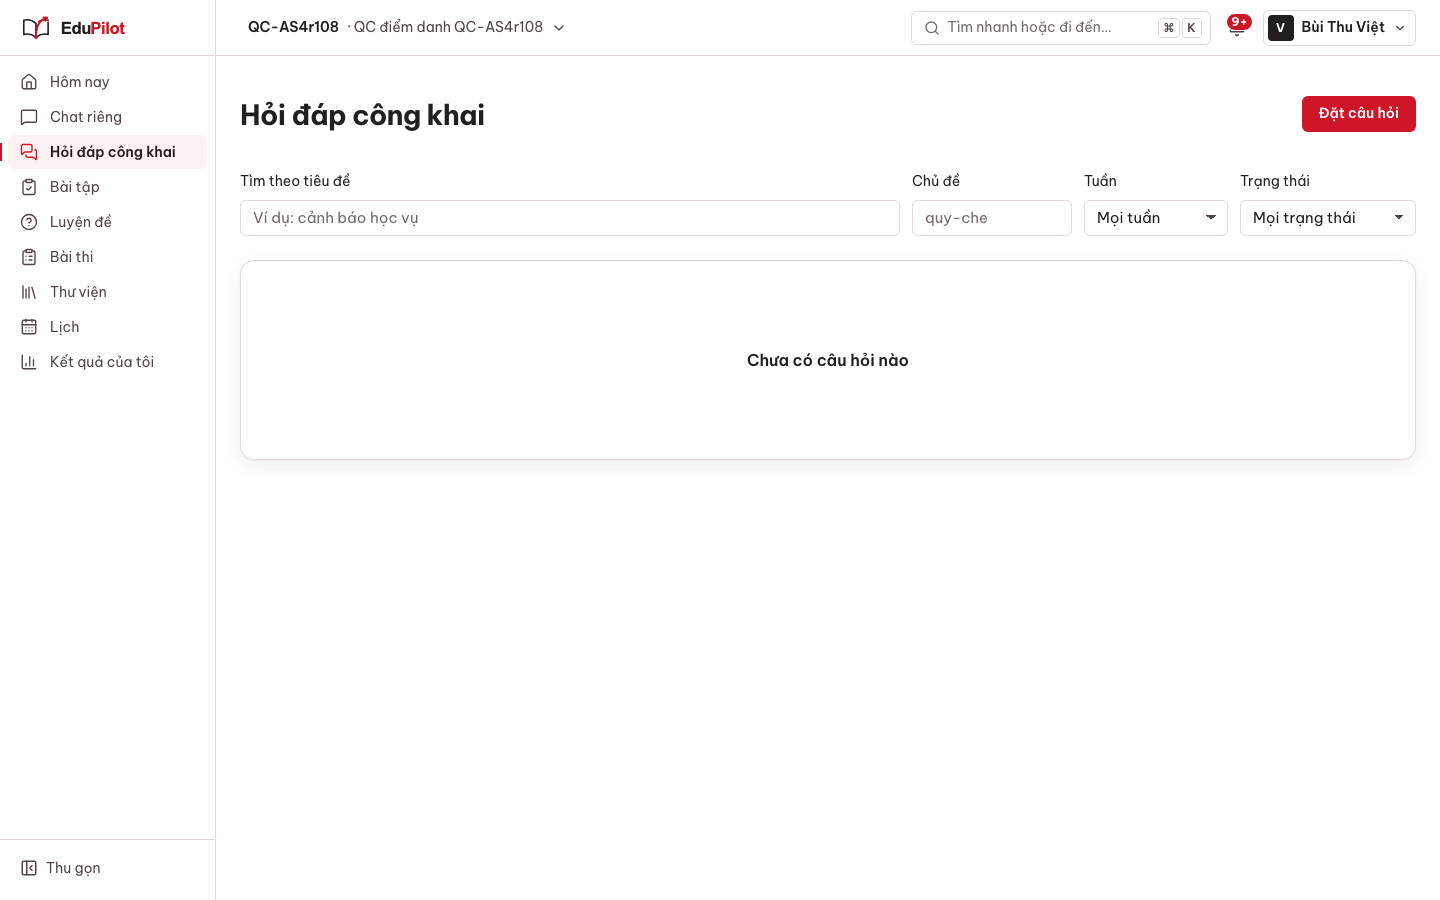 EduPilot
QC-AS4r108 · QC điểm danh QC-AS4r108
Tìm nhanh hoặc đi đến...
⌘ K
9+
V
Bùi Thu Việt
Hôm nay
Chat riêng
Hỏi đáp công khai
Bài tập
Luyện đề
Bài thi
Thư viện
Lịch
Kết quả của tôi
Thu gọn
Hỏi đáp công khai
Đặt câu hỏi
Tìm theo tiêu đề
Ví dụ: cảnh báo học vụ
Chủ đề
quy-che
Tuần
Mọi tuần
Trạng thái
Mọi trạng thái
Chưa có câu hỏi nào